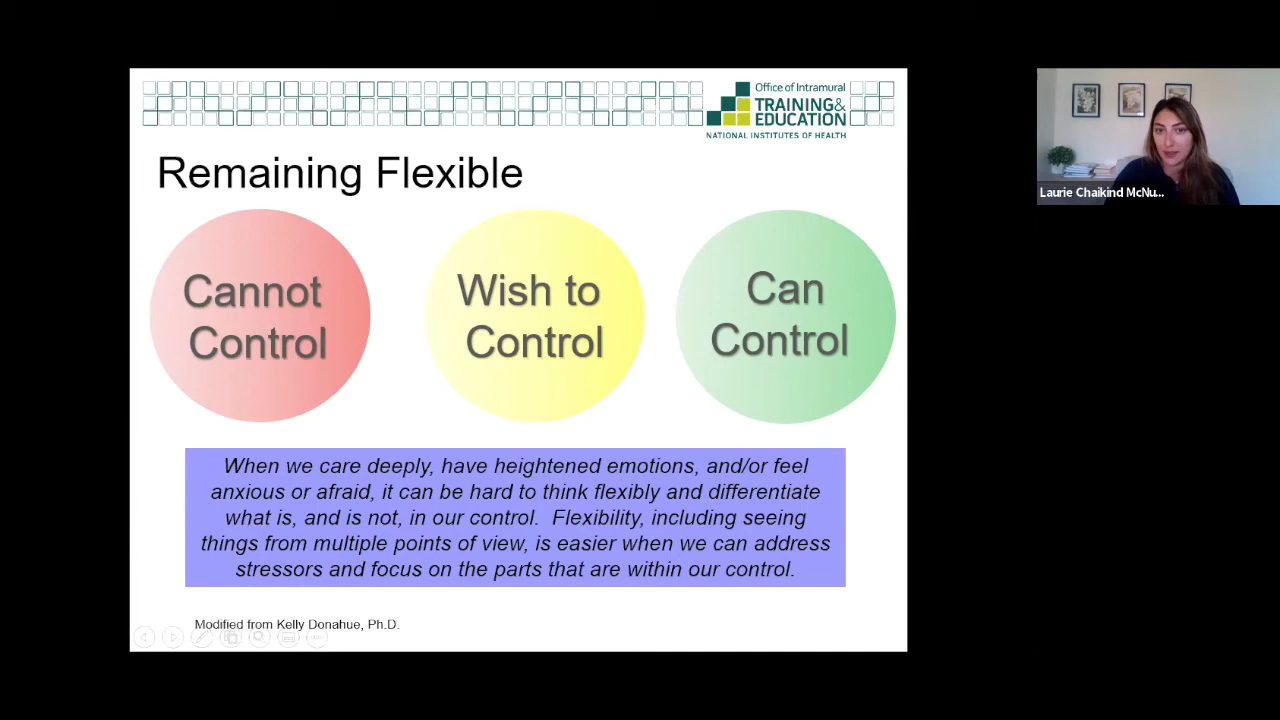 Office of Intramural
TRAINING&
EDUCATION
NATIONAL INSTITUTES OF HEALTH
Remaining Flexible
Cannot
Control
Wish to
Control
Can
Control
When we care deeply, have heightened emotions, and/or feel
anxious or afraid, it can be hard to think flexibly and differentiate
what is, and is not, in our control.  Flexibility, including seeing
things from multiple points of view, is easier when we can address
stressors and focus on the parts that are within our control.
Modified from Kelly Donahue, Ph.D.
Laurie Chaikind McNu...